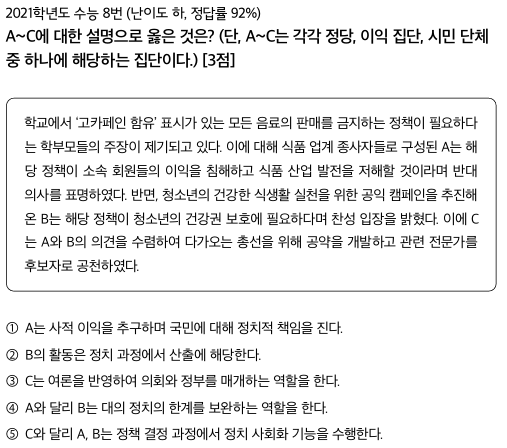 2021학년도 수능 8번 (난이도 하, 정답률 92%)
A~C에 대한 설명으로 옳은 것은? (단, A~C는 각각 정당, 이익 집단, 시민 단체
중 하나에 해당하는 집단이다.) [3점]
학교에서 ‘고카페인 함유’ 표시가 있는 모든 음료의 판매를 금지하는 정책이 필요하다
는 학부모들의 주장이 제기되고 있다. 이에 대해 식품 업계 종사자들로 구성된 A는 해
당 정책이 소속 회원들의 이익을 침해하고 식품 산업 발전을 저해할 것이라며 반대
의사를 표명하였다. 반면, 청소년의 건강한 식생활 실천을 위한 공익 캠페인을 추진해
온 B는 해당 정책이 청소년의 건강권 보호에 필요하다며 찬성 입장을 밝혔다. 이에 C
는 A와 B의 의견을 수렴하여 다가오는 총선을 위해 공약을 개발하고 관련 전문가를
후보자로 공천하였다.
① A는 사적 이익을 추구하며 국민에 대해 정치적 책임을 진다.
② B의 활동은 정치 과정에서 산출에 해당한다.
③ C는 여론을 반영하여 의회와 정부를 매개하는 역할을 한다.
④ A와 달리 B는 대의 정치의 한계를 보완하는 역할을 한다.
⑤ C와 달리 A, B는 정책 결정 과정에서 정치 사회화 기능을 수행한다.